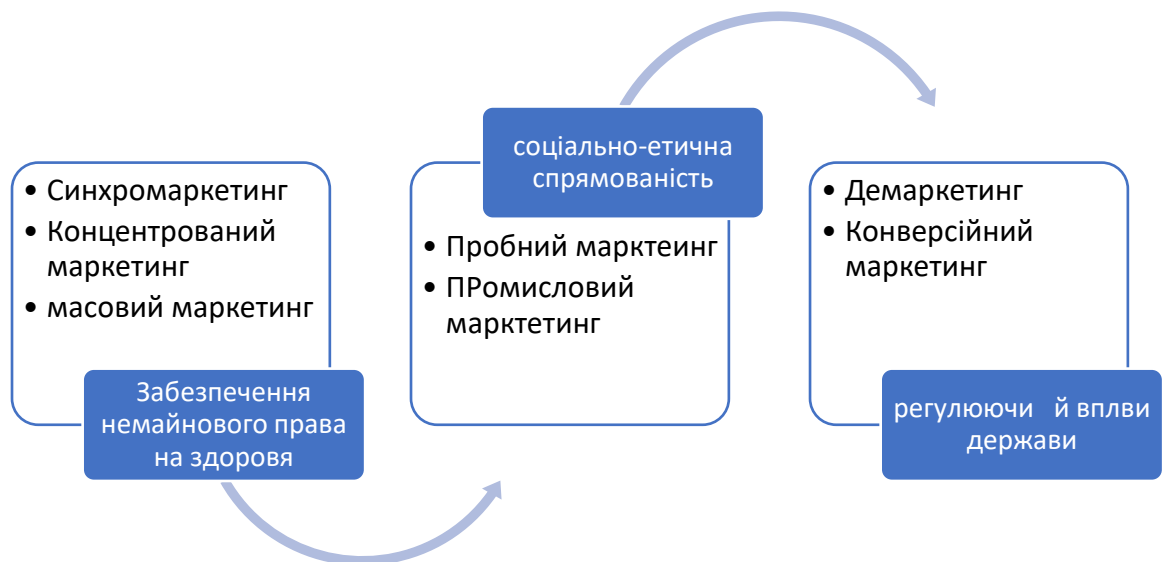 • Синхромаркетинг
• Концентрований
маркетинг
• масовий маркетинг
Забезпечення
немайнового права
на здоровя
соціально-етична
спрямованість
• Пробний марктеинг
• ПРомисловий
марктетинг
• Демаркетинг
• Конверсійний
маркетинг
регулюючи й вплви
держави